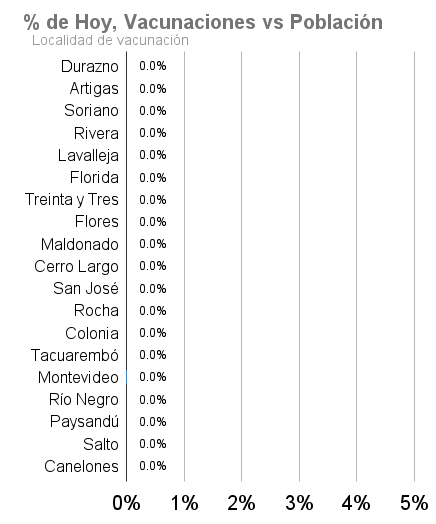 % de Hoy, Vacunaciones vs Población
Localidad de vacunación
Durazno 0.0%
Artigas 0.0%
Soriano 0.0%
Rivera 0.0%
Lavalleja 0.0%
Florida 0.0%
Treinta y Tres 0.0%
Flores 0.0%
Maldonado 0.0%
Cerro Largo 0.0%
San José 0.0%
Rocha 0.0%
Colonia 0.0%
Tacuarembó 0.0%
Montevideo 0.0%
Río Negro 0.0%
Paysandú 0.0%
Salto 0.0%
Canelones 0.0%
0% 1% 2% 3% 4% 5%